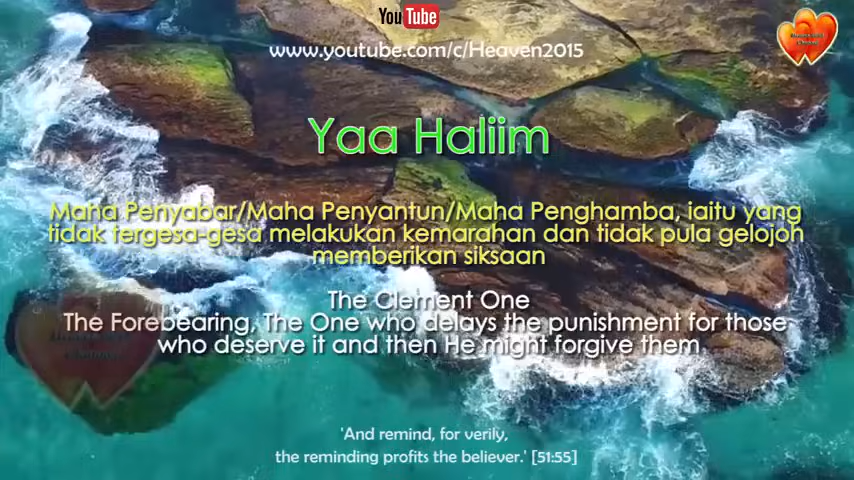 YouTube
www.youtube.com/c/Heaven2015
Yaa Haliim
Maha Penyabar/Maha Penyantun/Maha Penghamba, iaitu yang
tidak tergesa-gesa melakukan kemarahan dan tidak pula gelojoh
memberikan siksaan
The Clement One
The Forebearing, The One who delays the punishment for those
who deserve it and then He might forgive them.
'And remind, for verily,
the reminding profits the believer.' [51:55]